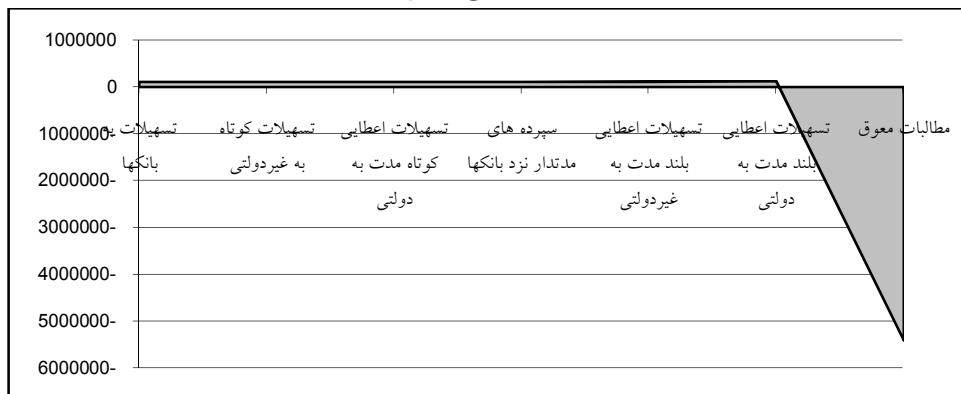 1000000
0
1000000-
2000000-
3000000-
4000000-
5000000-
6000000-
تسهیلات به
بانکها
تسهیلات کوتاه
به غیردولتی
تسهیلات اعطایی
کوتاه مدت به
دولتی
سپرده های
مدتدار نزد بانکها
تسهیلات اعطایی
بلند مدت به
غیردولتی
تسهیلات اعطایی
بلند مدت به
دولتی
مطالبات معوق